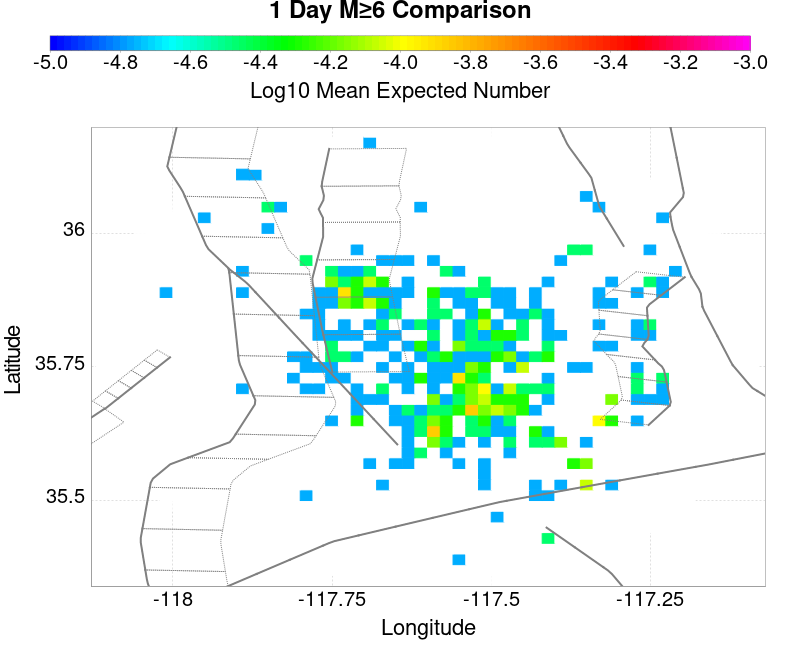 1 Day M≥6 Comparison
-5.0 -4.8 -4.6 -4.4 -4.2 -4.0 -3.8 -3.6 -3.4 -3.2 -3.0
Log10 Mean Expected Number
36
35.75
35.5
Latitude
-118 -117.75 -117.5 -117.25
Longitude